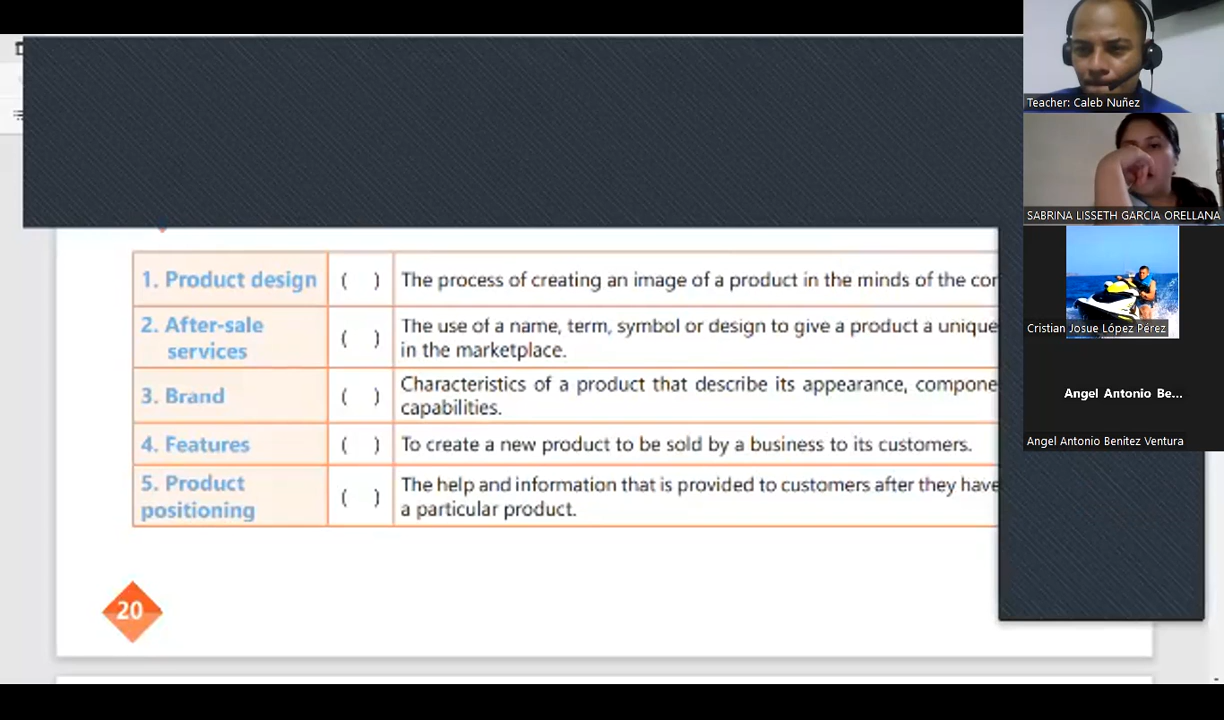 1. Product design ( ) The process of creating an image of a product in the minds of the
2. After-sale services ( ) The use of a name, term, symbol or design to give a product a unique
in the marketplace.
3. Brand ( ) Characteristics of a product that describe its appearance,
capabilities.
4. Features ( ) To create a new product to be sold by a business to its customers.
5. Product positioning ( ) The help and information that is provided to customers after they have
a particular product.
20
Teacher: Caleb Nuñez
SABRINA LISSETH GARCIA ORELLANA
Cristian Josue López Pérez
Angel Antonio Be...
Angel Antonio Benitez Ventura